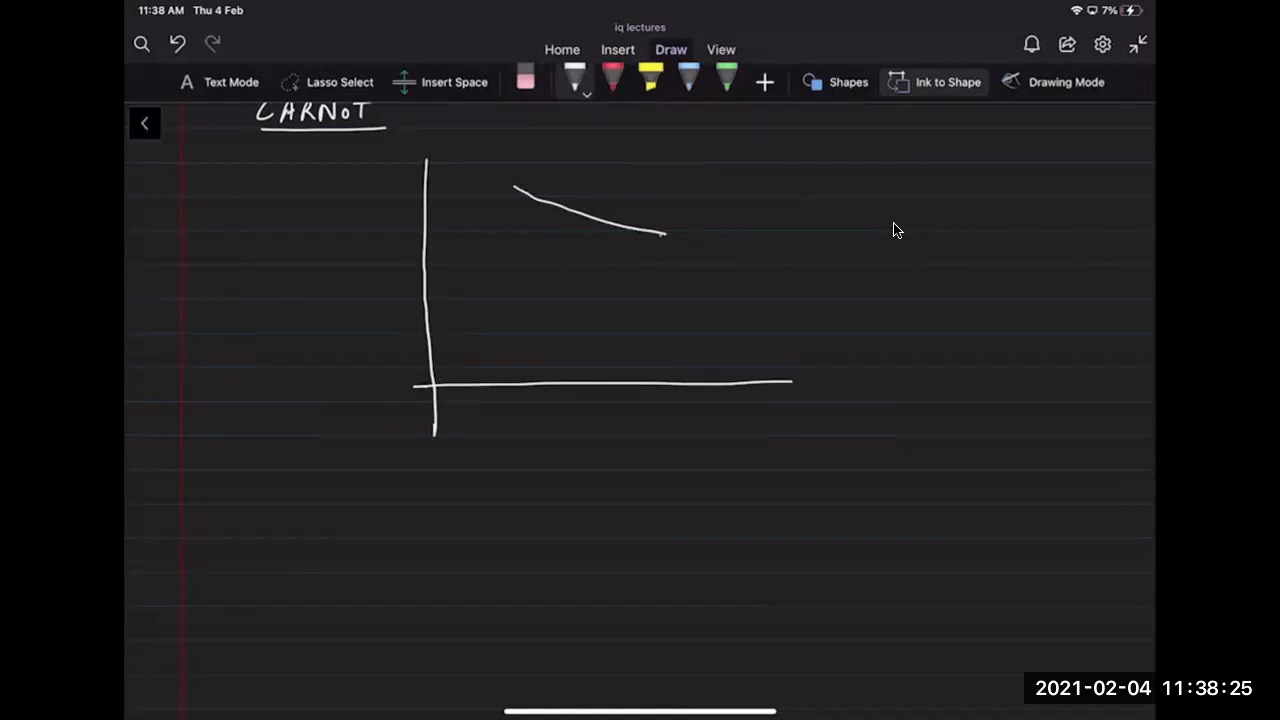 11:38 AM Thu 4 Feb
7%
iq lectures
Home Insert Draw View
Text Mode Lasso Select Insert Space Shapes Ink to Shape Drawing Mode
CARNOT
2021-02-04 11:38:25